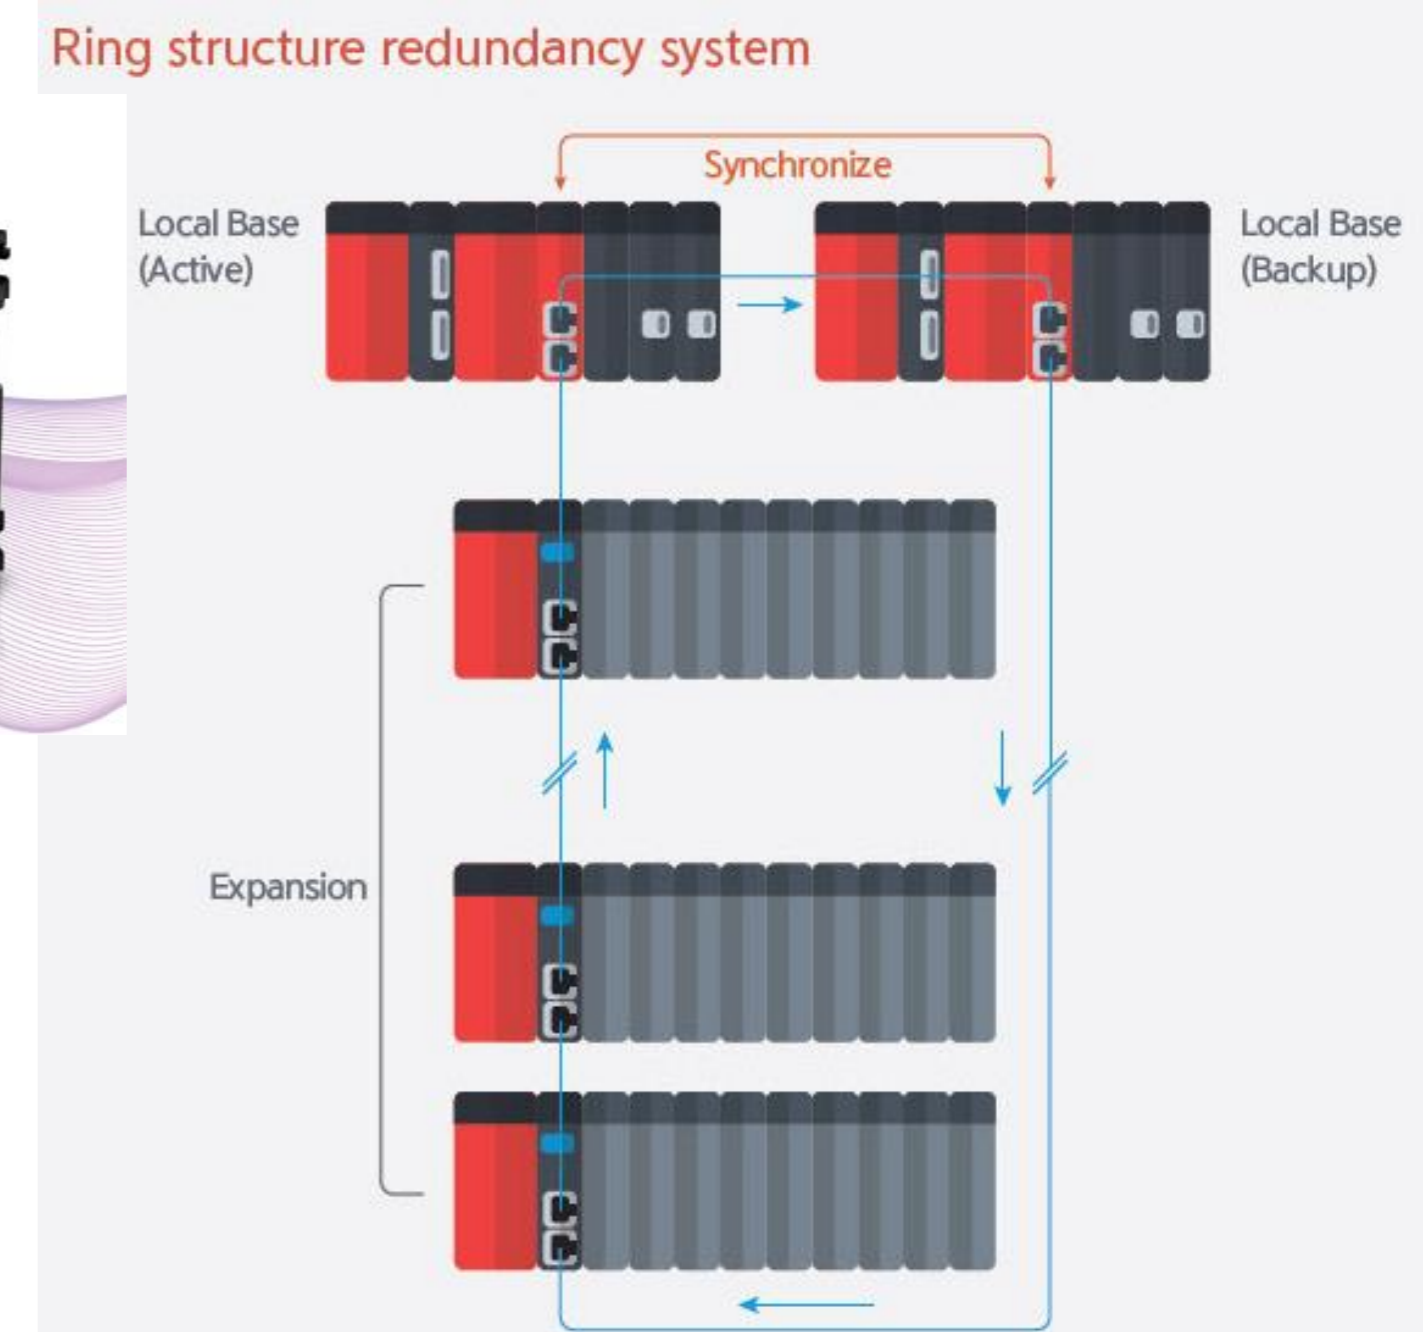 Ring structure redundancy system
Synchronize
Local Base
(Active)
Local Base
(Backup)
Expansion